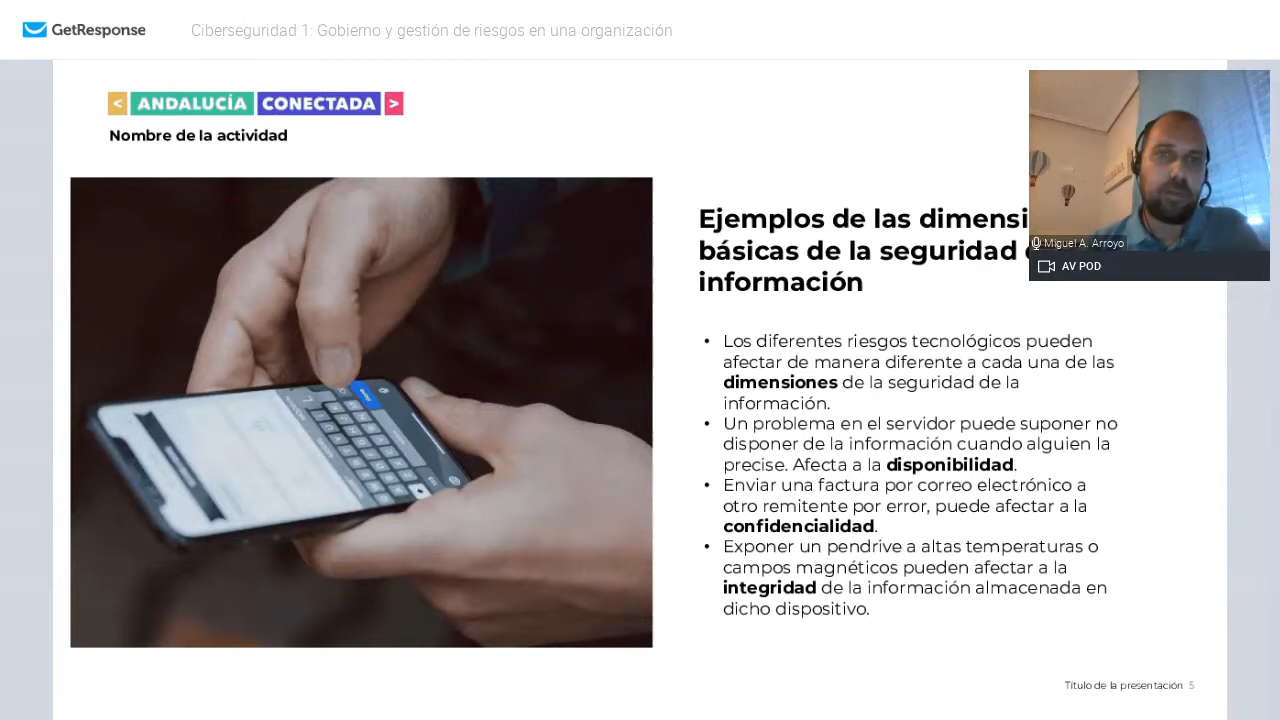 GetResponse
Ciberseguridad 1: Gobierno y gestión de riesgos en una organización
< ANDALUCÍA CONECTADA >
Nombre de la actividad
Ejemplos de las dimensi
básicas de la seguridad
información
Miguel A. Arroyo
AV POD
• Los diferentes riesgos tecnológicos pueden
afectar de manera diferente a cada una de las
dimensiones de la seguridad de la
información.
• Un problema en el servidor puede suponer no
disponer de la información cuando alguien la
precise. Afecta a la disponibilidad.
• Enviar una factura por correo electrónico a
otro remitente por error, puede afectar a la
confidencialidad.
• Exponer un pendrive a altas temperaturas o
campos magnéticos pueden afectar a la
integridad de la información almacenada en
dicho dispositivo.
Título de la presentación 5